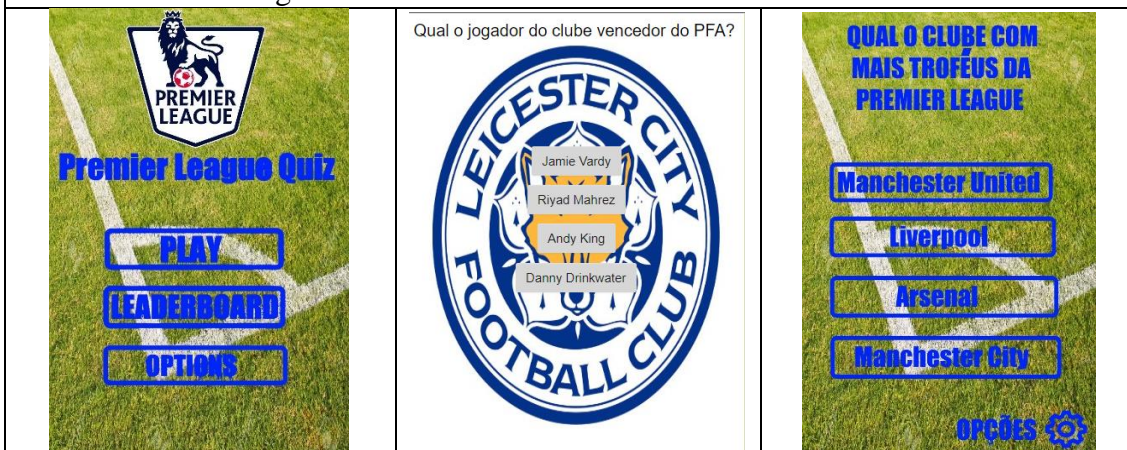 PREMIER
LEAGUE
Premier League Quiz
PLAY
LEADERBOARD
OPTIONS
Qual o jogador do clube vencedor do PFA?
LEICESTER CITY
FOOTBALL CLUB
Jamie Vardy
Riyad Mahrez
Andy King
Danny Drinkwater
QUAL O CLUBE COM
MAIS TROFÉUS DA
PREMIER LEAGUE
Manchester United
Liverpool
Arsenal
Manchester City
OPÇÕES